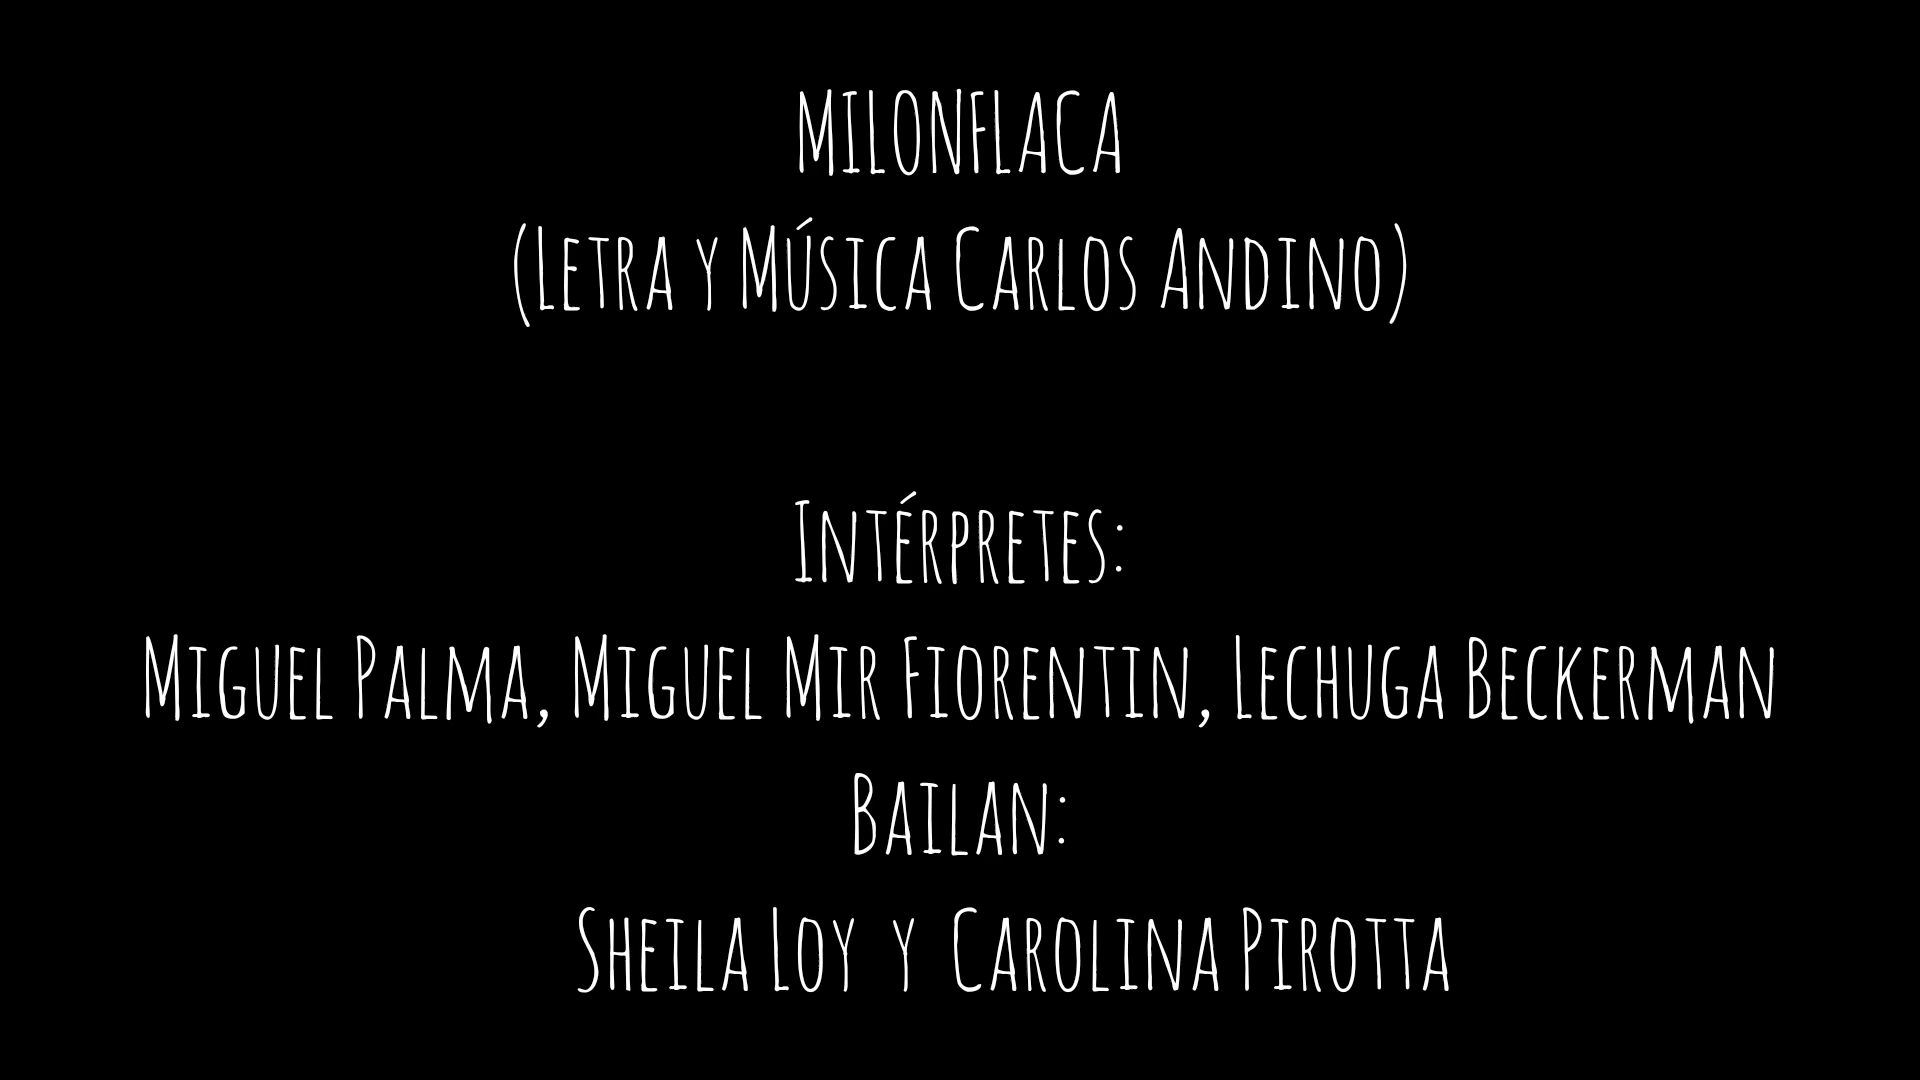 MILONFLACA
(Letra y Música Carlos Andino)
Intérpretes:
Miguel Palma, Miguel Mir Fiorentin, Lechuga Beckerman
Bailan:
Sheila Loy y Carolina Pirotta